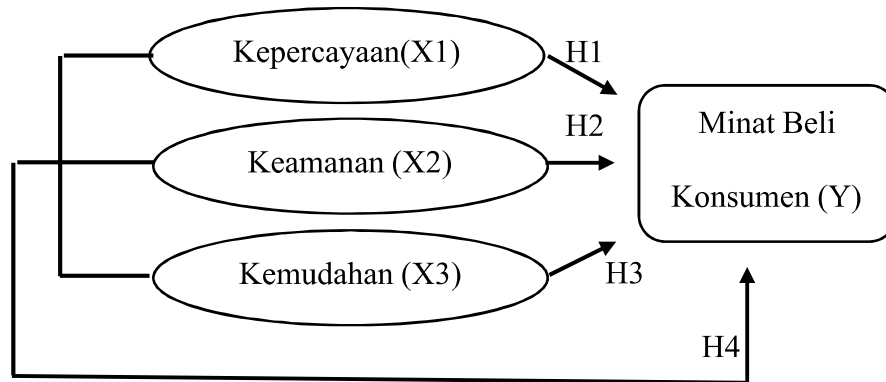 Kepercayaan(X1)
H1
Keamanan (X2)
H2
Kemudahan (X3)
H3
Minat Beli
Konsumen (Y)
H4